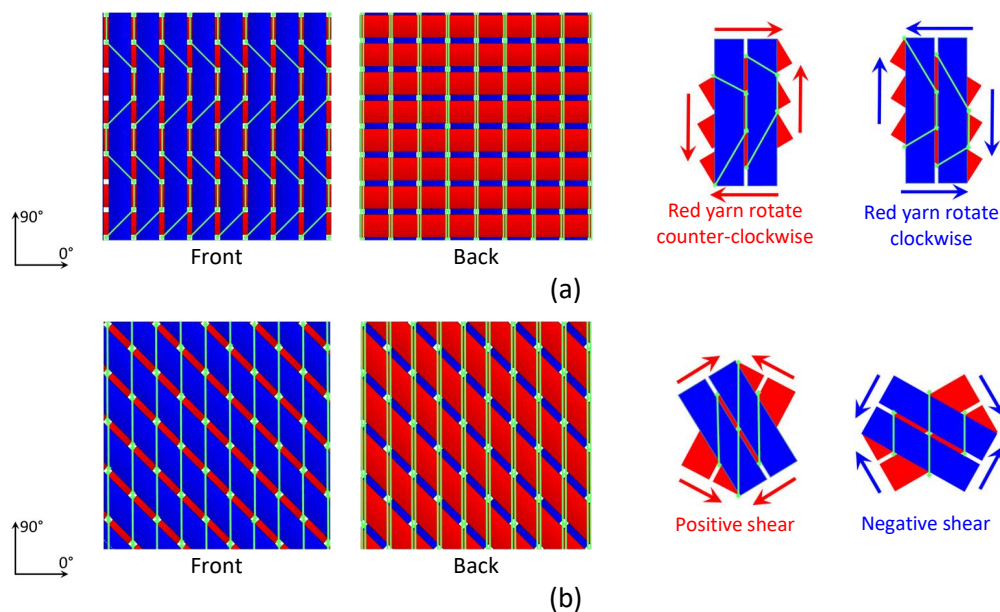 90°
0°
Front
Back
Red yarn rotate
counter-clockwise
Red yarn rotate
clockwise
(a)
90°
0°
Front
Back
Positive shear
Negative shear
(b)